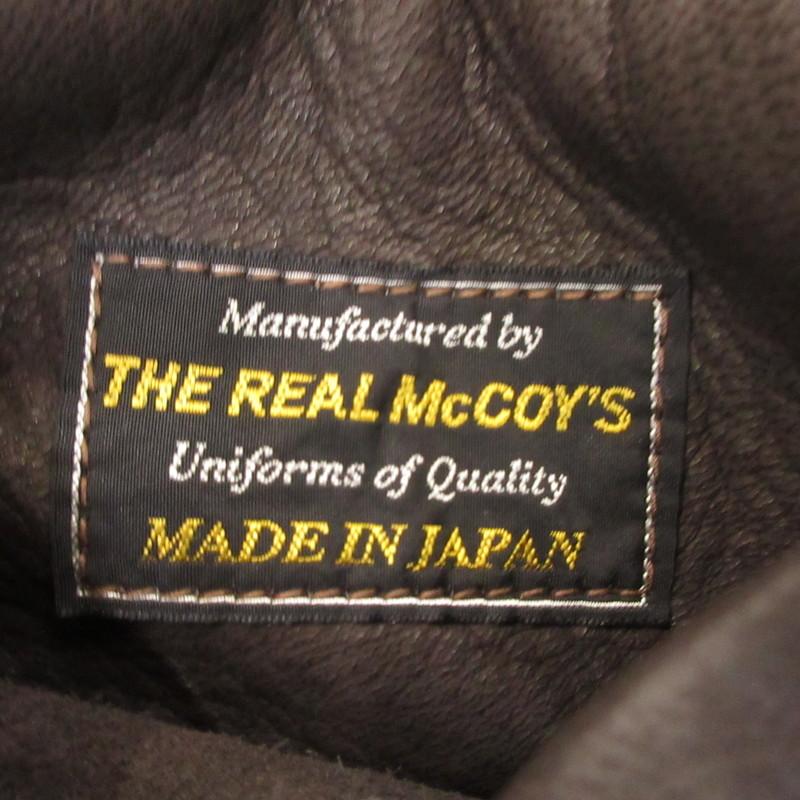 Manufactured by
THE REAL McCOY'S
Uniforms of Quality
MADE IN JAPAN